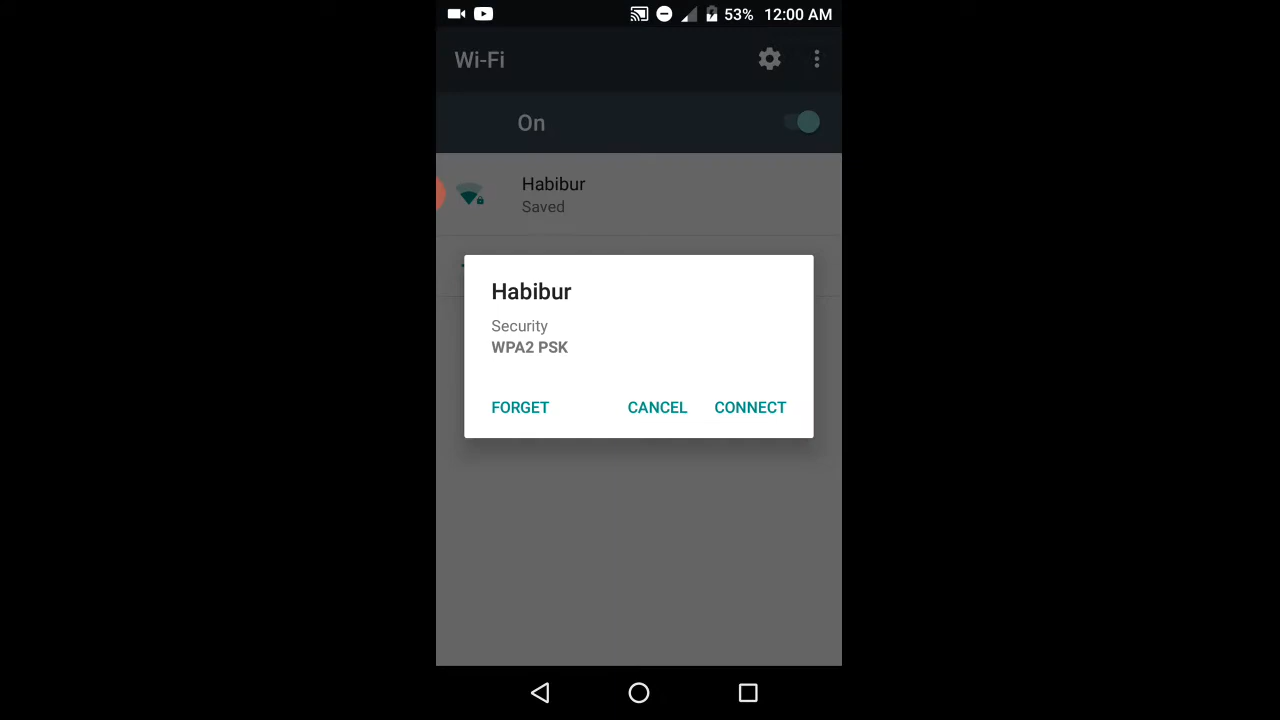 53% 12:00 AM
Wi-Fi
On
Habibur
Saved
Habibur
Security
WPA2 PSK
FORGET CANCEL CONNECT